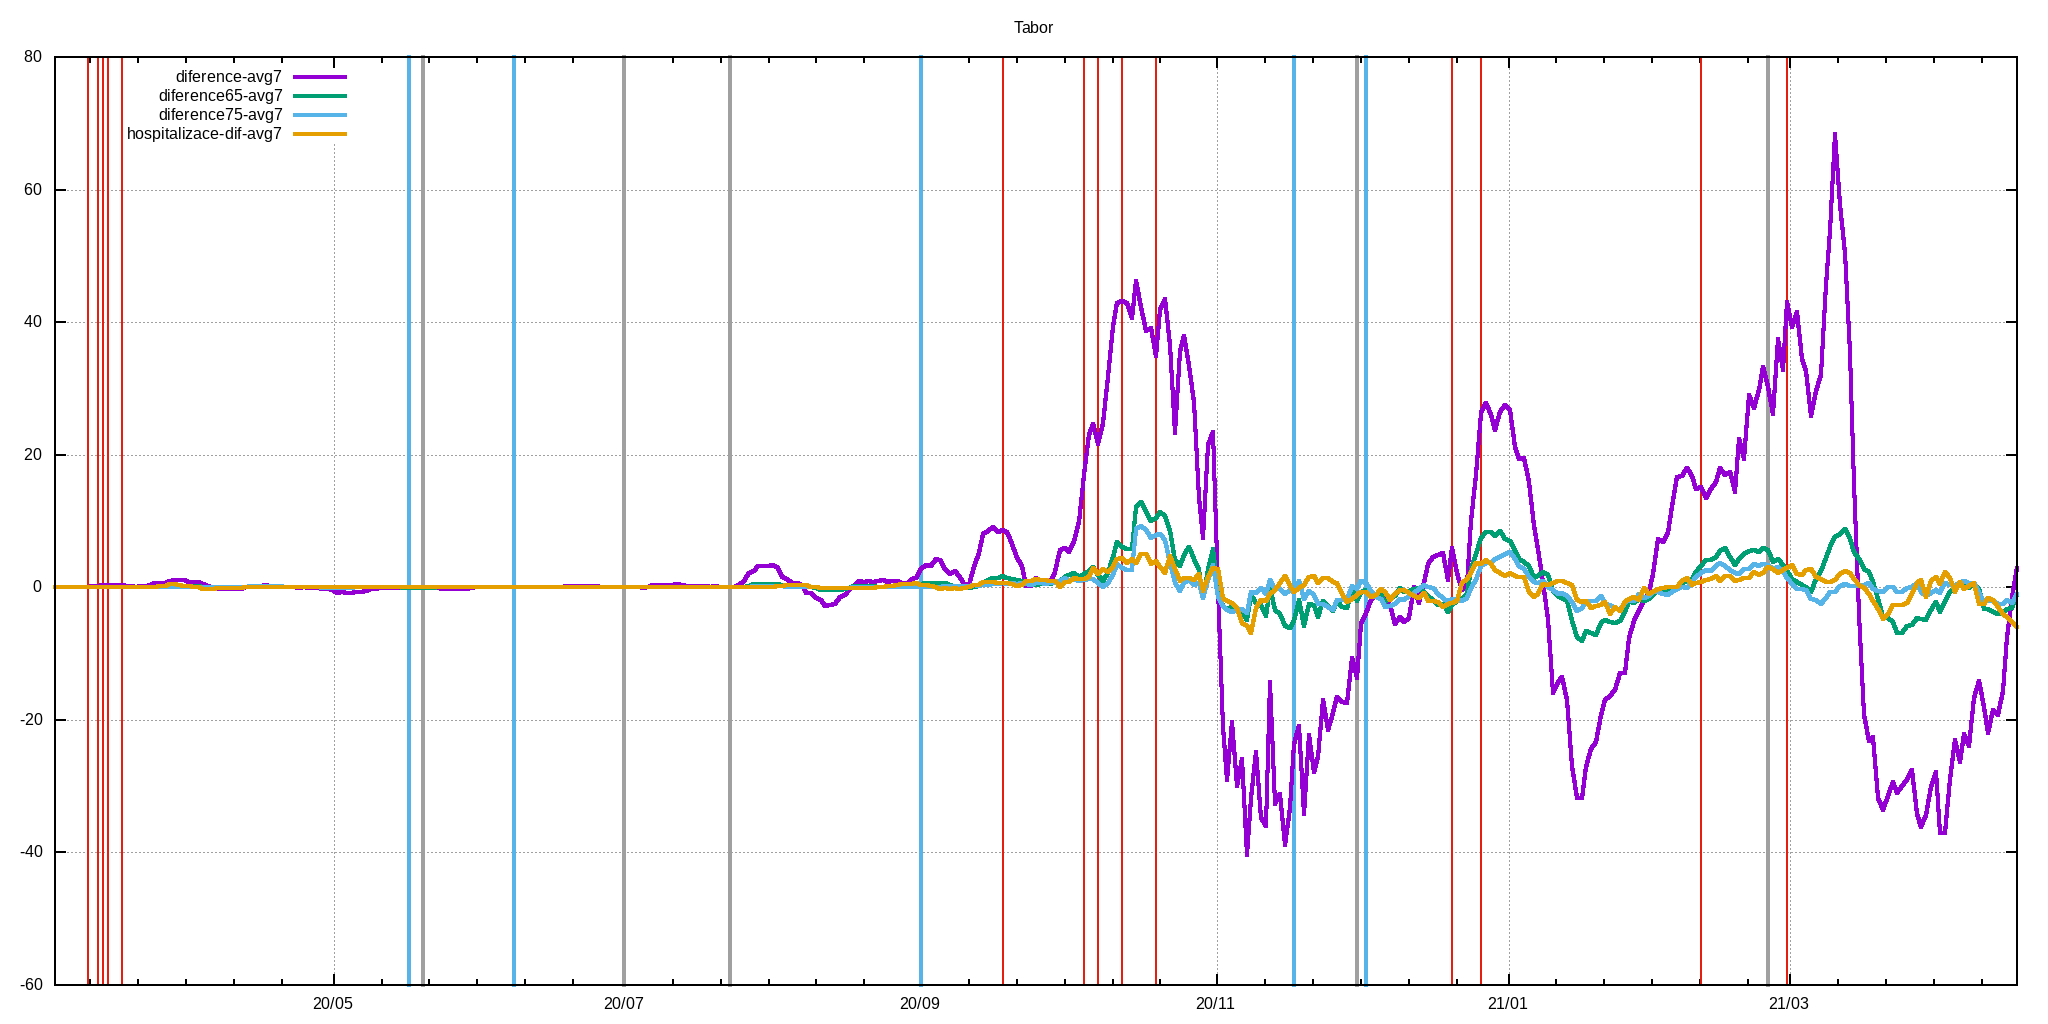 Tabor
80
60
40
20
0
-20
-40
-60
diference-avg7
diference65-avg7
diference75-avg7
hospitalizace-dif-avg7
20/05 20/07 20/09 20/11 21/01 21/03